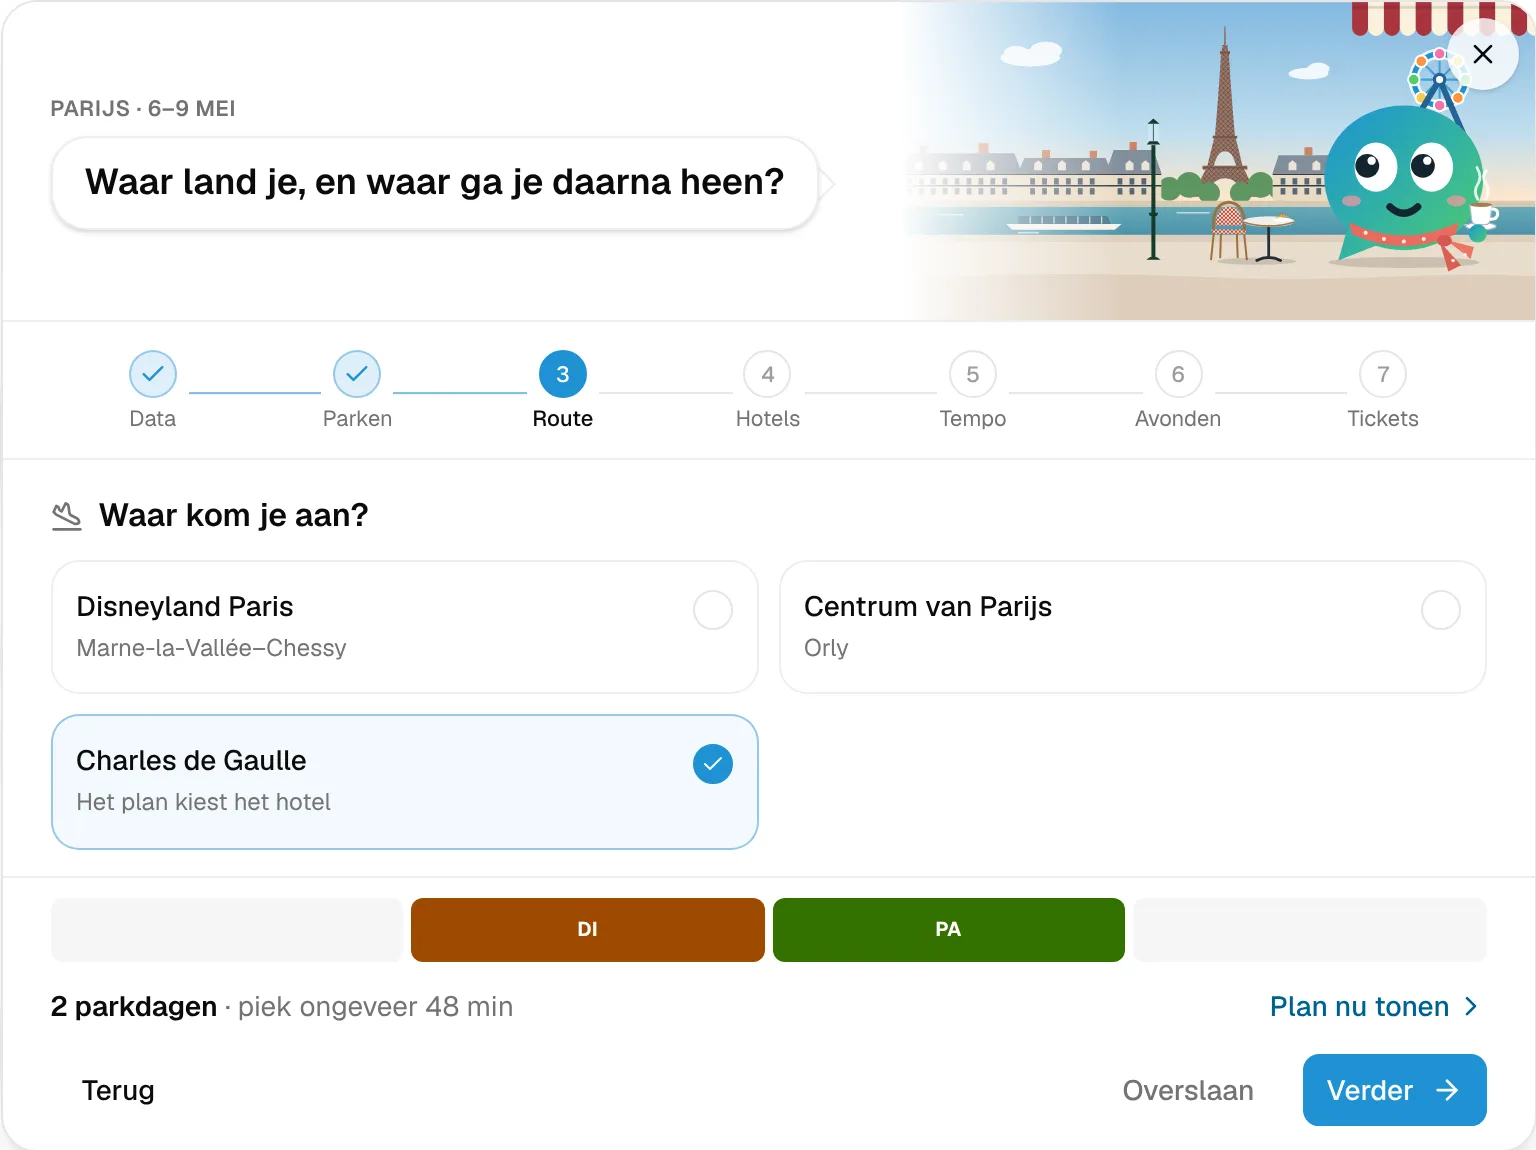 PARIJS · 6–9 MEI
Waar land je, en waar ga je daarna heen?
3
4
5
6
7
Data
Parken
Route
Hotels
Tempo
Avonden
Tickets
Waar kom je aan?
Disneyland Paris
Marne-la-Vallée–Chessy
Centrum van Parijs
Orly
Charles de Gaulle
Het plan kiest het hotel
DI
PA
2 parkdagen · piek ongeveer 48 min
Plan nu tonen
Terug
Overslaan
Verder